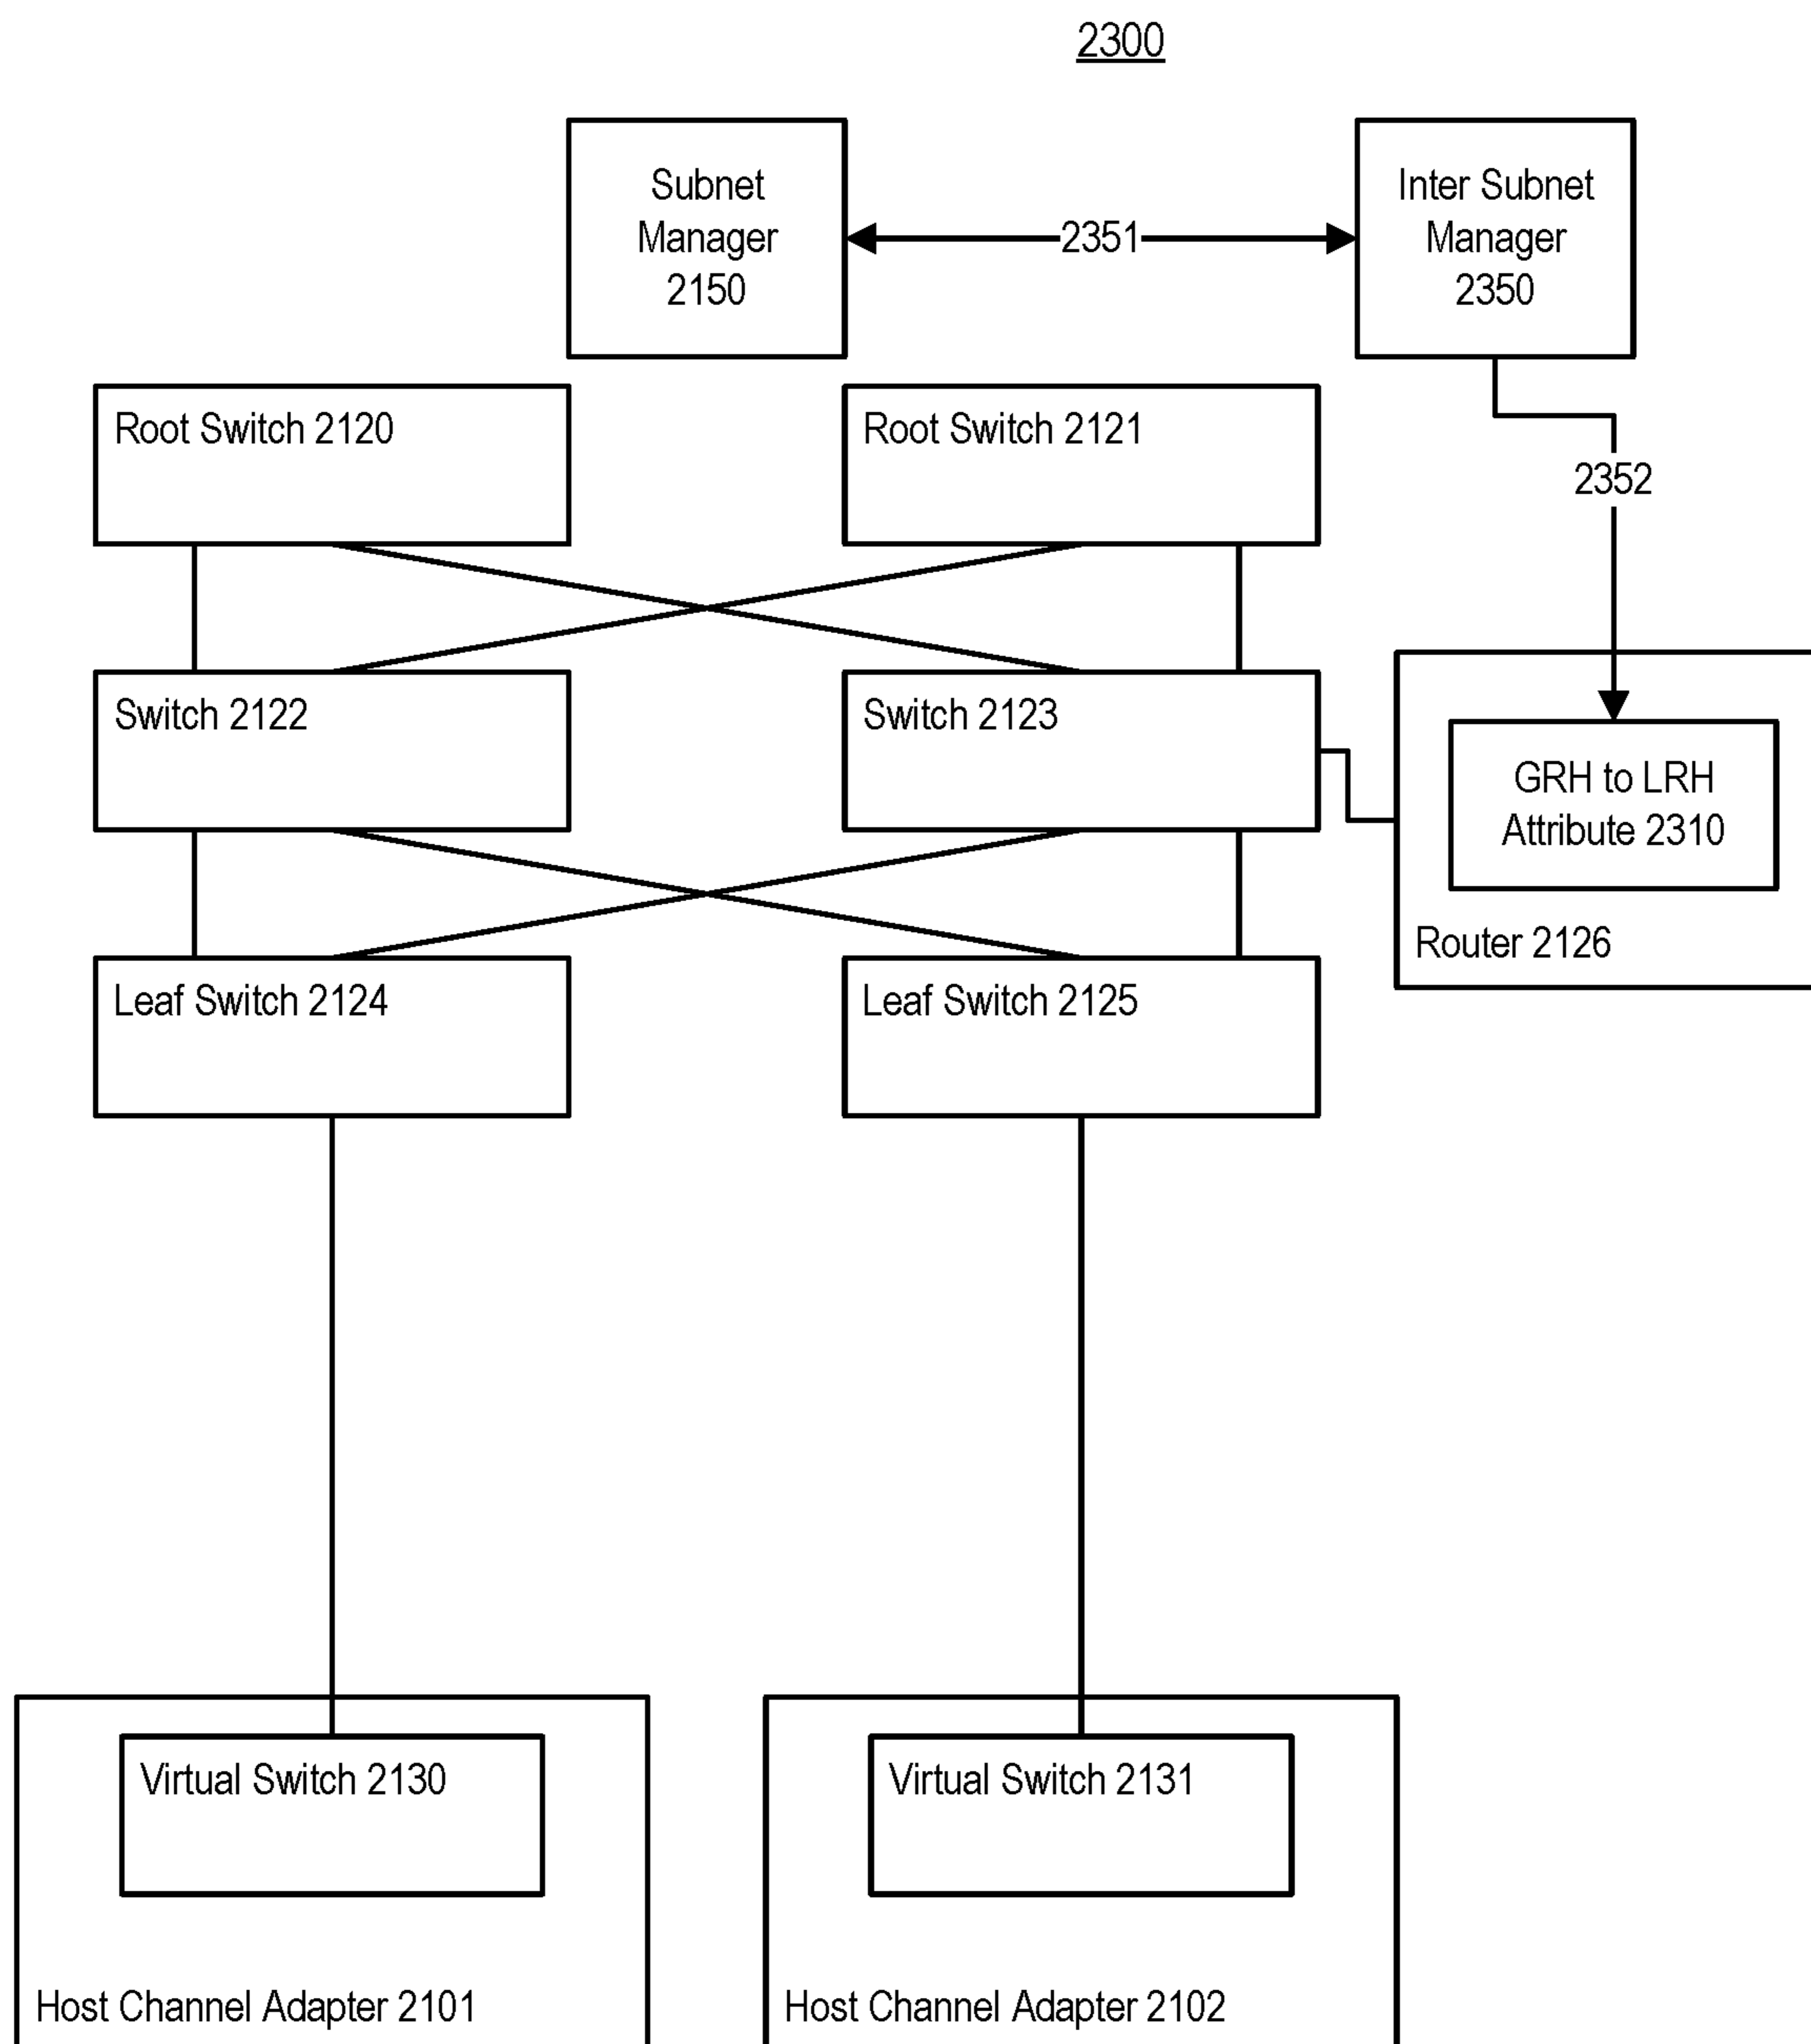 2300
Subnet
Manager
2150
2351
Inter Subnet
Manager
2350
Root Switch 2120
Root Switch 2121
2352
Switch 2122
Switch 2123
GRH to LRH
Attribute 2310
Router 2126
Leaf Switch 2124
Leaf Switch 2125
Virtual Switch 2130
Virtual Switch 2131
Host Channel Adapter 2101
Host Channel Adapter 2102